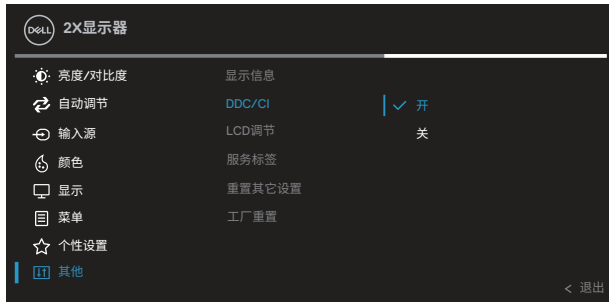 DELL 2X显示器
亮度/对比度 显示信息
自动调节 DDC/CI 开
输入源 LCD调节 关
颜色 服务标签
显示 重置其它设置
菜单 工厂重置
个性设置
其他
< 退出